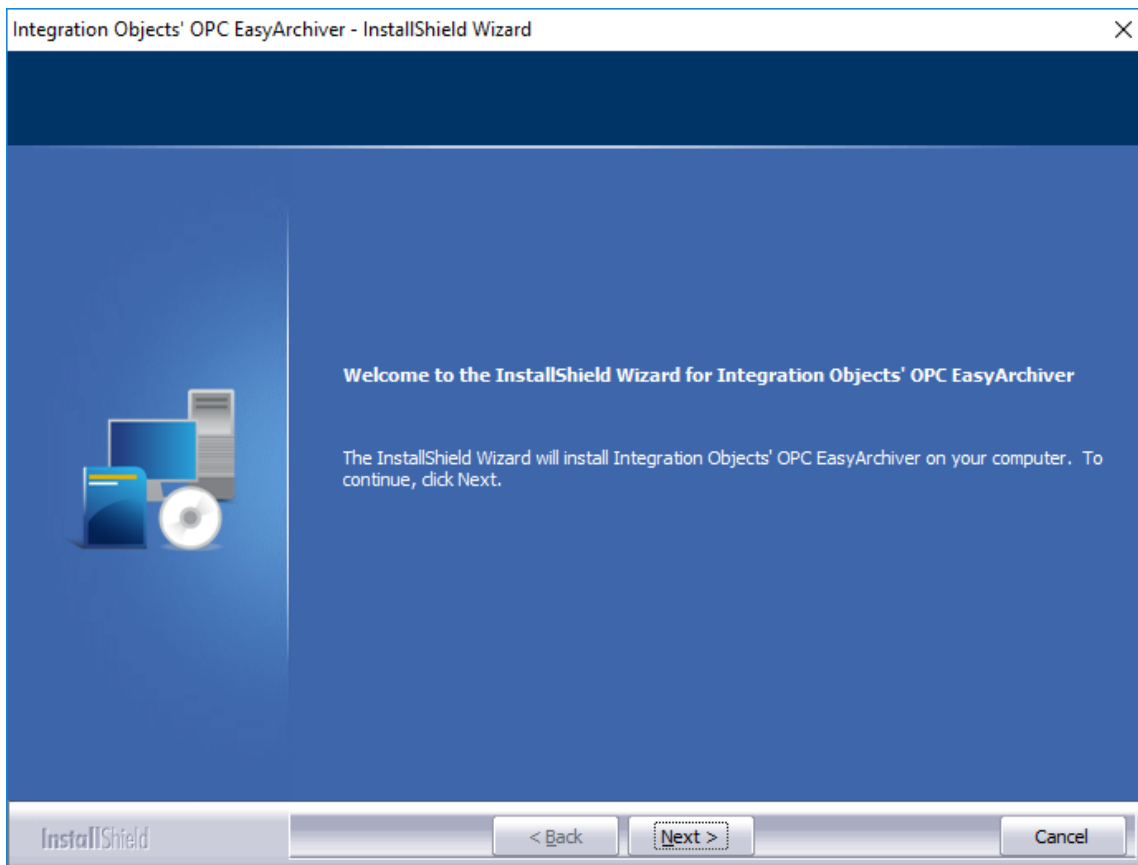 Integration Objects' OPC EasyArchiver - InstallShield Wizard
Welcome to the InstallShield Wizard for Integration Objects' OPC EasyArchiver
The InstallShield Wizard will install Integration Objects' OPC EasyArchiver on your computer.  To
continue, click Next.
InstallShield
< Back
Next >
Cancel